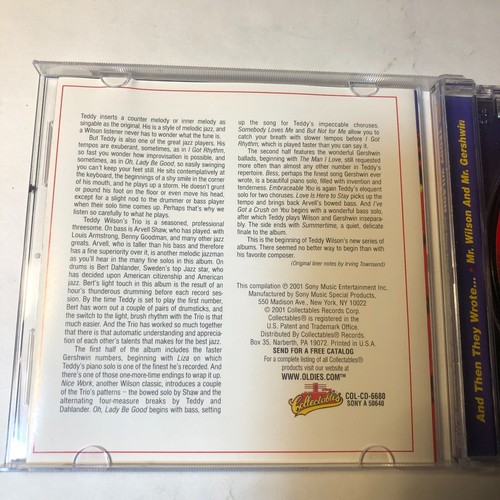 Teddy inserts a counter melody or inner melody as
singable as the original. His is a style of melodic jazz, and
a Wilson listener never has to wonder what the tune is.
But Teddy is also one of the great jazz players. His
tempos are exuberant, sometimes, as in I Got Rhythm,
so fast you wonder how improvisation is possible, and
sometimes, as in Oh, Lady Be Good, so easily swinging
you can't keep your feet still. He sits contemplatively at
the keyboard, the beginnings of a shy smile in the corner
of his mouth, and he plays up a storm. He doesn't grunt
or pound his foot on the floor or even move his head,
except for a slight nod to the drummer or bass player
when their solo time comes up. Perhaps that's why we
listen so carefully to what he plays.
Teddy Wilson's Trio is a seasoned, professional
threesome. On bass is Arvell Shaw, who has played with
Louis Armstrong, Benny Goodman, and many other jazz
greats. Arvell, who is taller than his bass and therefore
has a fine superiority over it, is another melodic jazzman
as you'll hear in the many fine solos in this album. On
drums is Bert Dahlander, Sweden's top Jazz star, who
has decided upon American citizenship and American
jazz. Bert's light touch in this album is the result of an
hour's thunderous drumming before each record ses-
sion. By the time Teddy is set to play the first number,
Bert has worn out a couple of pairs of drumsticks, and
the switch to the light, brush rhythm with the Trio is that
much easier. And the Trio has worked so much together
that there is that automatic understanding and apprecia-
tion of each other's talents that makes for the best jazz.
The first half of the album includes the faster
Gershwin numbers, beginning with Liza on which
Teddy's piano solo is one of the finest he's recorded. And
there's one of those one-more-time endings to wrap it up.
Nice Work, another Wilson classic, introduces a couple
of the Trio's patterns – the bowed solo by Shaw and the
alternating four-measure breaks by Teddy and
Dahlander. Oh, Lady Be Good begins with bass, setting
up the song for Teddy's impeccable choruses.
Somebody Loves Me and But Not for Me allow you to
catch your breath with slower tempos before I Got
Rhythm, which is played faster than you can say it.
The second half features the wonderful Gershwin
ballads, beginning with The Man I Love, still requested
more often than almost any other number in Teddy's
repertoire. Bess, perhaps the finest song Gershwin ever
wrote, is a beautiful piano solo, filled with invention and
tenderness. Embraceable You is again Teddy's eloquent
solo for two choruses. Love Is Here to Stay picks up the
tempo and brings back Arvell's bowed bass. And I've
Got a Crush on You begins with a wonderful bass solo,
after which Teddy plays Wilson and Gershwin insepara-
bly. The side ends with Summertime, a quiet, delicate
finale to the album.
This is the beginning of Teddy Wilson's new series of
albums. There seemed no better way to begin than with
his favorite composer.
(Original liner notes by Irving Townsend)
This compilation ℗ 2001 Sony Music Entertainment Inc.
Manufactured by Sony Music Special Products,
550 Madison Ave., New York, NY 10022
© 2001 Collectables Records Corp.
Collectables® is registered in the
U.S. Patent and Trademark Office.
Distributed By Collectables® Records.
Box 35, Narberth, PA 19072. Printed in U.S.A.
SEND FOR A FREE CATALOG
For a complete listing of all Collectables®
products visit our website at
WWW.OLDIES.COM™
Collectables
COL-CD-6680
SONY A 50640
And Then They Wrote... • Mr. Wilson And Mr. Gershwin